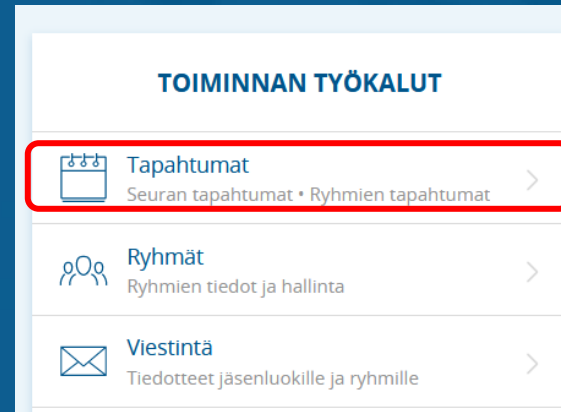 TOIMINNAN TYÖKALUT
Tapahtumat
Seuran tapahtumat • Ryhmien tapahtumat
Ryhmät
Ryhmien tiedot ja hallinta
Viestintä
Tiedotteet jäsenluokille ja ryhmille